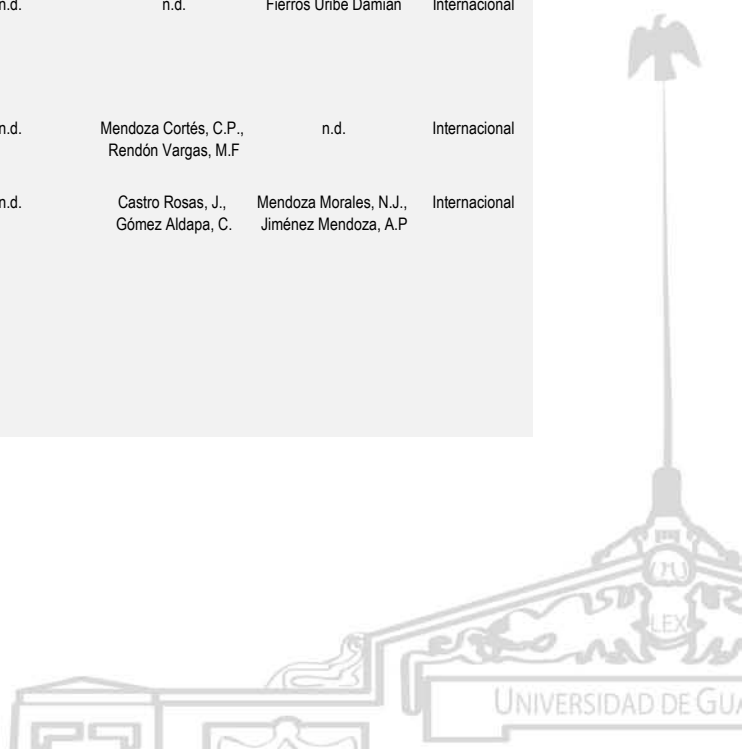 n.d. n.d. Fierros Uribe Damián Internacional
n.d. Mendoza Cortés, C.P., n.d. Internacional
Rendón Vargas, M.F
n.d. Castro Rosas, J., Mendoza Morales, N.J., Internacional
Gómez Aldapa, C. Jiménez Mendoza, A.P
LEX
UNIVERSIDAD DE GUA